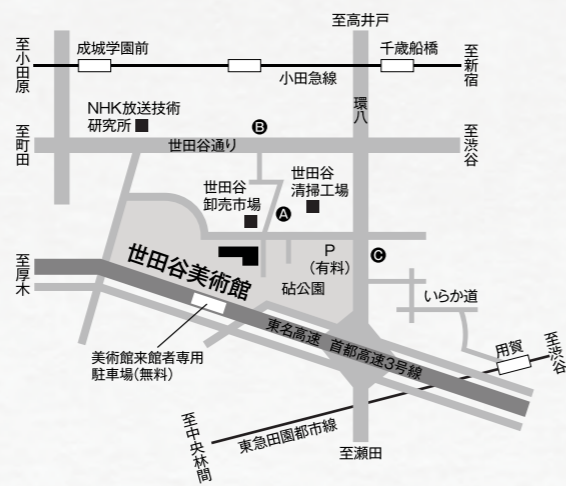 至高井戸
至小田原
成城学園前
千歳船橋
至新宿
小田急線
環八
NHK放送技術
研究所
B
至町田
世田谷通り
至渋谷
世田谷
卸売市場
世田谷
清掃工場
A
至厚木
世田谷美術館
P
(有料)
C
砧公園
いらか道
東名高速 首都高速3号線
用賀
至渋谷
美術館来館者専用
駐車場(無料)
至中央林間
東急田園都市線
至瀬田